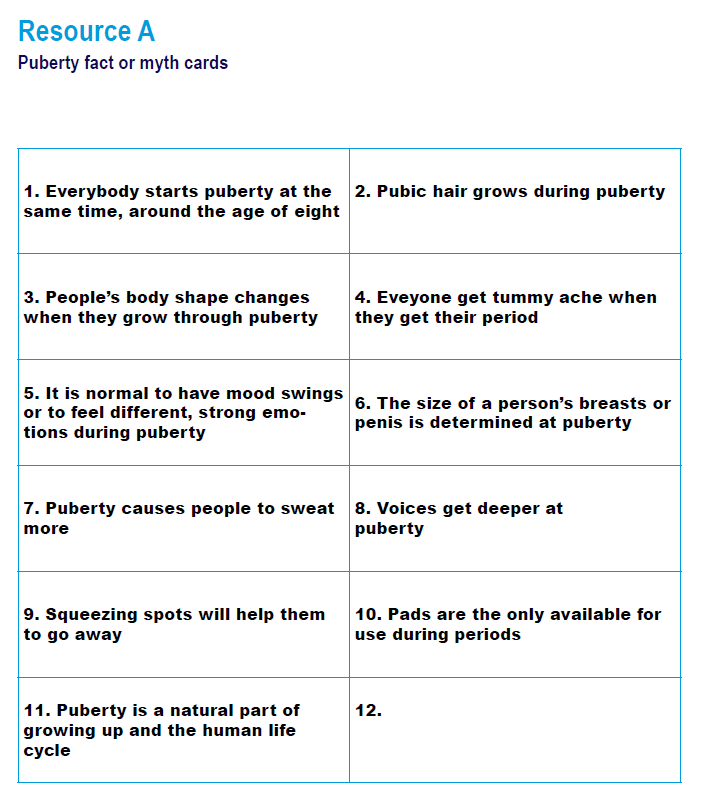 Resource A
Puberty fact or myth cards
1. Everybody starts puberty at the
same time, around the age of eight
2. Pubic hair grows during puberty
3. People’s body shape changes
when they grow through puberty
4. Eveyone get tummy ache when
they get their period
5. It is normal to have mood swings
or to feel different, strong emo-
tions during puberty
6. The size of a person’s breasts or
penis is determined at puberty
7. Puberty causes people to sweat
more
8. Voices get deeper at
puberty
9. Squeezing spots will help them
to go away
10. Pads are the only available for
use during periods
11. Puberty is a natural part of
growing up and the human life
cycle
12.